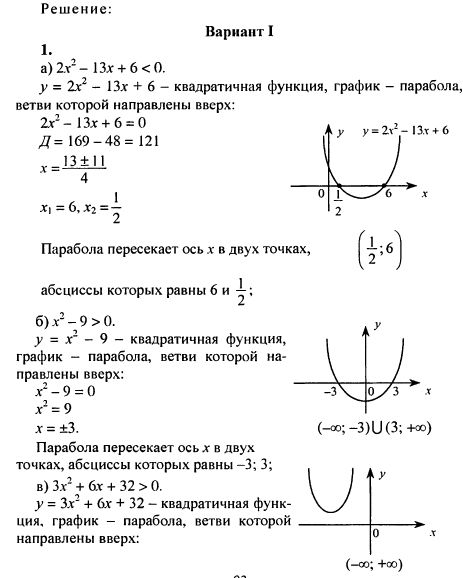 Решение:
Вариант I
1.
а) 2x² – 13x + 6 < 0.
y = 2x² – 13x + 6 – квадратичная функция, график – парабола,
ветви которой направлены вверх:
2x² – 13x + 6 = 0
Д = 169 – 48 = 121
x = (13 ± 11)/4
x₁ = 6, x₂ = 1/2
y y = 2x² – 13x + 6
0 1/2 6 x
Парабола пересекает ось x в двух точках,
(1/2; 6)
абсциссы которых равны 6 и 1/2;
б) x² – 9 > 0.
y = x² – 9 – квадратичная функция,
график – парабола, ветви которой на-
правлены вверх:
x² – 9 = 0
x² = 9
x = ±3.
y
–3 0 3 x
(–∞; –3)∪(3; +∞)
Парабола пересекает ось x в двух
точках, абсциссы которых равны –3; 3;
в) 3x² + 6x + 32 > 0.
y = 3x² + 6x + 32 – квадратичная функ-
ция, график – парабола, ветви которой
направлены вверх:
y
0 x
(–∞; +∞)